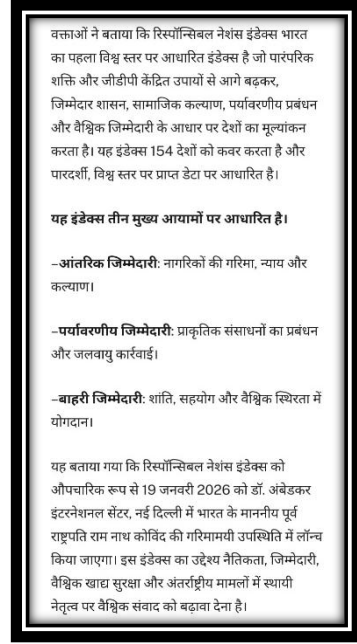 वक्ताओं ने बताया कि रिस्पॉन्सिबल नेशंस इंडेक्स भारत
का पहला विश्व स्तर पर आधारित इंडेक्स है जो पारंपरिक
शक्ति और जीडीपी केंद्रित उपायों से आगे बढ़कर,
जिम्मेदार शासन, सामाजिक कल्याण, पर्यावरणीय प्रबंधन
और वैश्विक जिम्मेदारी के आधार पर देशों का मूल्यांकन
करता है। यह इंडेक्स 154 देशों को कवर करता है और
पारदर्शी, विश्व स्तर पर प्राप्त डेटा पर आधारित है।
यह इंडेक्स तीन मुख्य आयामों पर आधारित है।
–आंतरिक जिम्मेदारी: नागरिकों की गरिमा, न्याय और
कल्याण।
–पर्यावरणीय जिम्मेदारी: प्राकृतिक संसाधनों का प्रबंधन
और जलवायु कार्रवाई।
–बाहरी जिम्मेदारी: शांति, सहयोग और वैश्विक स्थिरता में
योगदान।
यह बताया गया कि रिस्पॉन्सिबल नेशंस इंडेक्स को
औपचारिक रूप से 19 जनवरी 2026 को डॉ. अंबेडकर
इंटरनेशनल सेंटर, नई दिल्ली में भारत के माननीय पूर्व
राष्ट्रपति राम नाथ कोविंद की गरिमामयी उपस्थिति में लॉन्च
किया जाएगा। इस इंडेक्स का उद्देश्य नैतिकता, जिम्मेदारी,
वैश्विक खाद्य सुरक्षा और अंतर्राष्ट्रीय मामलों में स्थायी
नेतृत्व पर वैश्विक संवाद को बढ़ावा देना है।